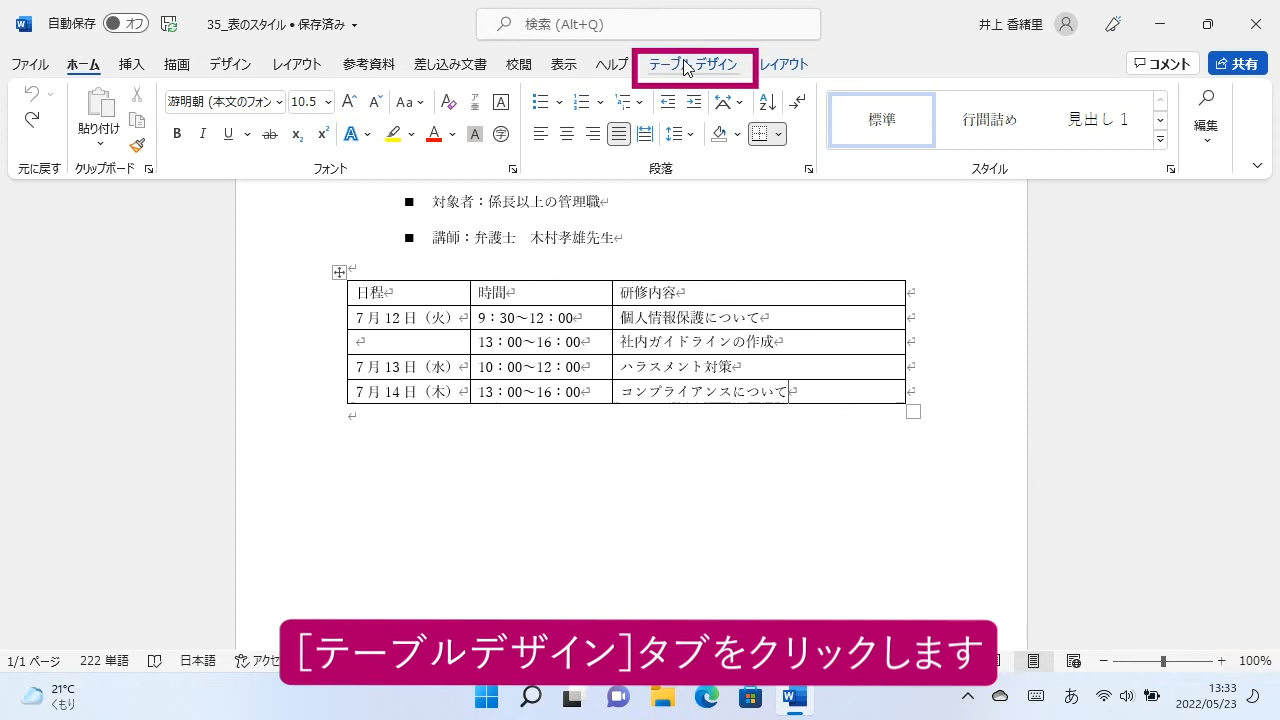 自動保存 オフ 35_表のスタイル • 保存済み 検索 (Alt+Q) 井上 香緒里
ファイル ホーム 挿入 描画 デザイン レイアウト 参考資料 差し込み文書 校閲 表示 ヘルプ テーブルデザイン レイアウト コメント 共有
貼り付け 游明朝 (本文のフォン 10.5 Aa 標準 行間詰め 見出し 1 編集
元に戻す クリップボード フォント 段落 スタイル
■ 対象者：係長以上の管理職
■ 講師：弁護士　木村孝雄先生
日程 時間 研修内容
7 月 12 日（火） 9：30～12：00 個人情報保護について
13：00～16：00 社内ガイドラインの作成
7 月 13 日（水） 10：00～12：00 ハラスメント対策
7 月 14 日（木） 13：00～16：00 コンプライアンスについて
[テーブルデザイン]タブをクリックします
1/1 ページ 222 単語 日本語 アクセ 100%
21°C
くもり
あ 13:33
2022/05/23